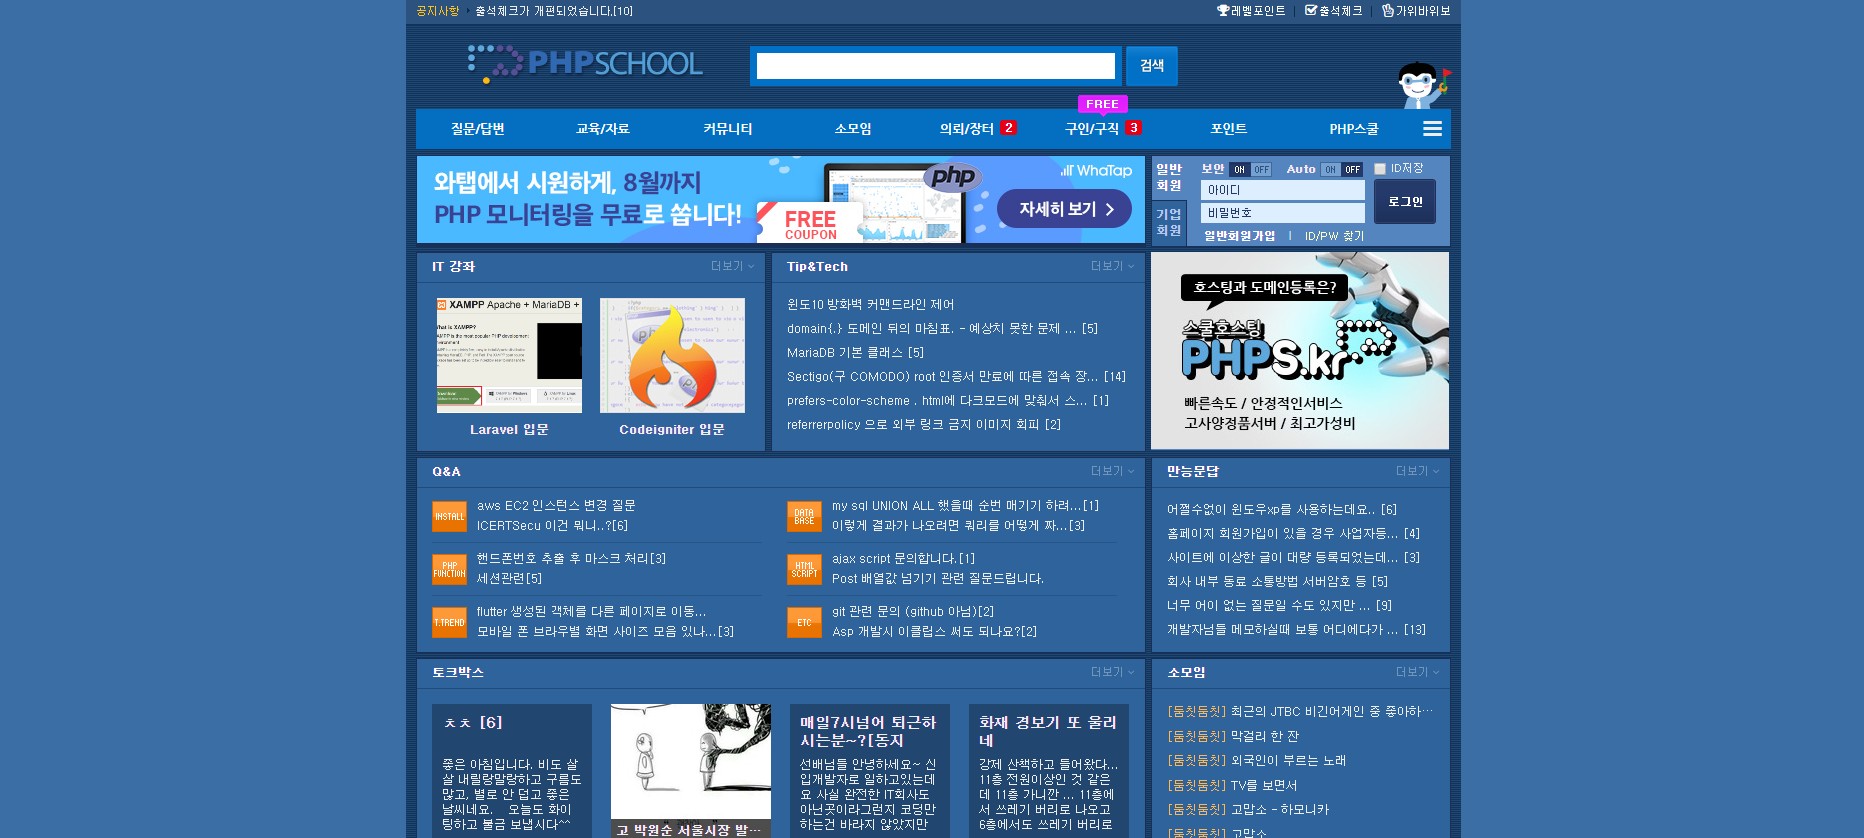 공지사항 출석체크가 개편되었습니다.[10]
레벨포인트 | 출석체크 | 가위바위보
PHPSCHOOL
검색
FREE
질문/답변 교육/자료 커뮤니티 소모임 의뢰/장터 2 구인/구직 3 포인트 PHP스쿨
와탭에서 시원하게, 8월까지
PHP 모니터링을 무료로 쏩니다!
FREE
COUPON
php
WhaTap
자세히 보기
일반
회원
기업
회원
보안 ON OFF Auto ON OFF ID저장
아이디
비밀번호
로그인
일반회원가입 | ID/PW 찾기
IT 강좌 더보기
XAMPP Apache + MariaDB +
What is XAMPP?
XAMPP is the most popular PHP development
environment
Laravel 입문
Codeigniter 입문
Tip&Tech 더보기
윈도10 방화벽 커맨드라인 제어
domain{.} 도메인 뒤의 마침표. - 예상치 못한 문제 ... [5]
MariaDB 기본 클래스 [5]
Sectigo(구 COMODO) root 인증서 만료에 따른 접속 장... [14]
prefers-color-scheme . html에 다크모드에 맞춰서 스... [1]
referrerpolicy 으로 외부 링크 금지 이미지 회피 [2]
호스팅과 도메인등록은?
스쿨호스팅
PHPS.kr
빠른속도 / 안정적인서비스
고사양정품서버 / 최고가성비
Q&A 더보기
INSTALL
aws EC2 인스턴스 변경 질문
ICERTSecu 이건 뭐니..?[6]
DATA
BASE
my sql UNION ALL 했을때 순번 매기기 하려...[1]
이렇게 결과가 나오려면 쿼리를 어떻게 짜...[3]
PHP
FUNCTION
핸드폰번호 추출 후 마스크 처리[3]
세션관련[5]
HTML
SCRIPT
ajax script 문의합니다.[1]
Post 배열값 넘기기 관련 질문드립니다.
T.TREND
flutter 생성된 객체를 다른 페이지로 이동...
모바일 폰 브라우별 화면 사이즈 모음 있나...[3]
ETC
git 관련 문의 (github 아님)[2]
Asp 개발시 이클립스 써도 되나요?[2]
만능문답 더보기
어쩔수없이 윈도우xp를 사용하는데요.. [6]
홈페이지 회원가입이 있을 경우 사업자등... [4]
사이트에 이상한 글이 대량 등록되었는데... [3]
회사 내부 동료 소통방법 서버암호 등 [5]
너무 어이 없는 질문일 수도 있지만 ... [9]
개발자님들 메모하실때 보통 어디에다가 ... [13]
토크박스 더보기
ㅊㅊ [6]
좋은 아침입니다. 비도 살
살 내릴랑말랑하고 구름도
많고, 별로 안 덥고 좋은
날씨네요. 오늘도 화이
팅하고 불금 보냅시다^^
고 박원순 서울시장 발...
매일7시넘어 퇴근하
시는분~?[동지
선배님들 안녕하세요~ 신
입개발자로 일하고있는데
요 사실 완전한 IT회사도
아닌곳이라그런지 코딩만
하는건 바라지 않았지만
화재 경보기 또 울리
네
강제 산책하고 들어왔다...
11층 전원이상인 것 같은
데 11층 가니깐 ... 11층에
서 쓰레기 버리로 나오고
6층에서도 쓰레기 버리로
소모임 더보기
[둠칫둠칫] 최근의 JTBC 비긴어게인 중 좋아하...
[둠칫둠칫] 막걸리 한 잔
[둠칫둠칫] 외국인이 부르는 노래
[둠칫둠칫] TV를 보면서
[둠칫둠칫] 고맙소 - 하모니카
[둠칫둠칫] 고맙소